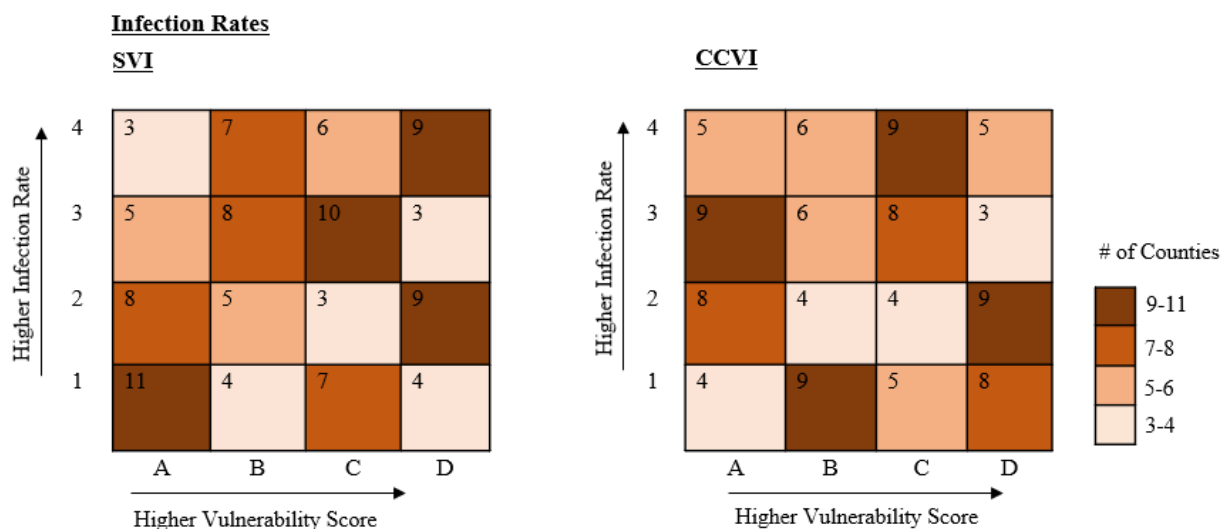 Infection Rates
SVI
CCVI
Higher Infection Rate
4 3 7 6 9
3 5 8 10 3
2 8 5 3 9
1 11 4 7 4
A B C D
Higher Vulnerability Score
Higher Infection Rate
4 5 6 9 5
3 9 6 8 3
2 8 4 4 9
1 4 9 5 8
A B C D
Higher Vulnerability Score
# of Counties
9-11
7-8
5-6
3-4